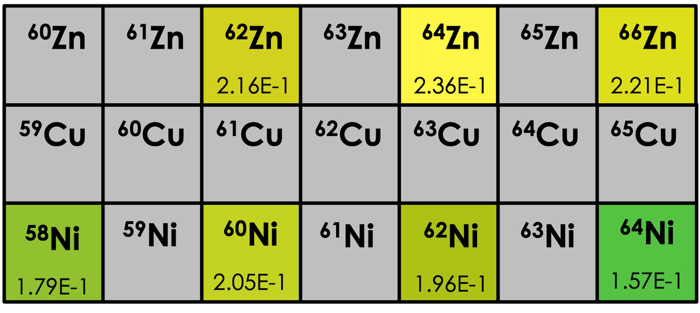 60Zn 61Zn 62Zn 63Zn 64Zn 65Zn 66Zn
2.16E-1 2.36E-1 2.21E-1
59Cu 60Cu 61Cu 62Cu 63Cu 64Cu 65Cu
58Ni 59Ni 60Ni 61Ni 62Ni 63Ni 64Ni
1.79E-1 2.05E-1 1.96E-1 1.57E-1